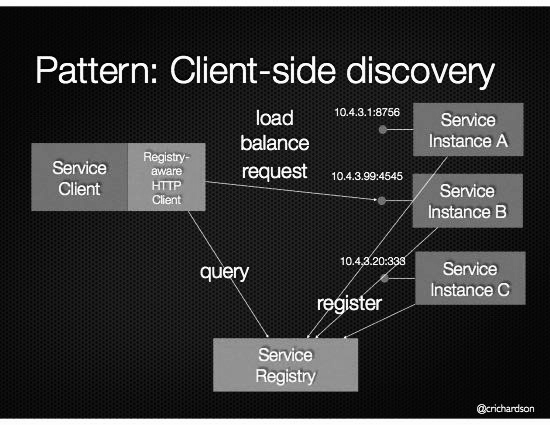 Pattern: Client-side discovery
load
balance
request
10.4.3.1:8756
Service
Instance A
Service
Client
Registry-
aware
HTTP
Client
10.4.3.99:4545
Service
Instance B
query
10.4.3.20:333
Service
Instance C
register
Service
Registry
@crichardson